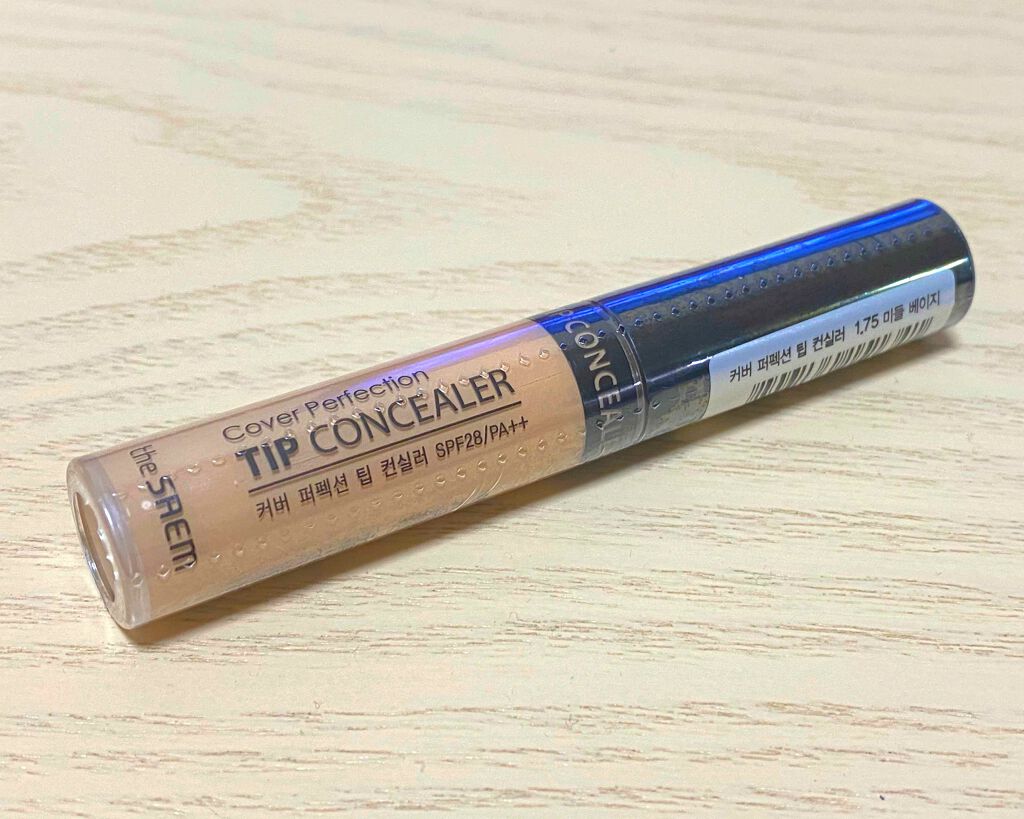 the SAEM
Cover Perfection
TIP CONCEALER
커버 퍼펙션 팁 컨실러 SPF28/PA++
CONCEALE
커버 퍼펙션 팁 컨실러 1.75 미들 베이지